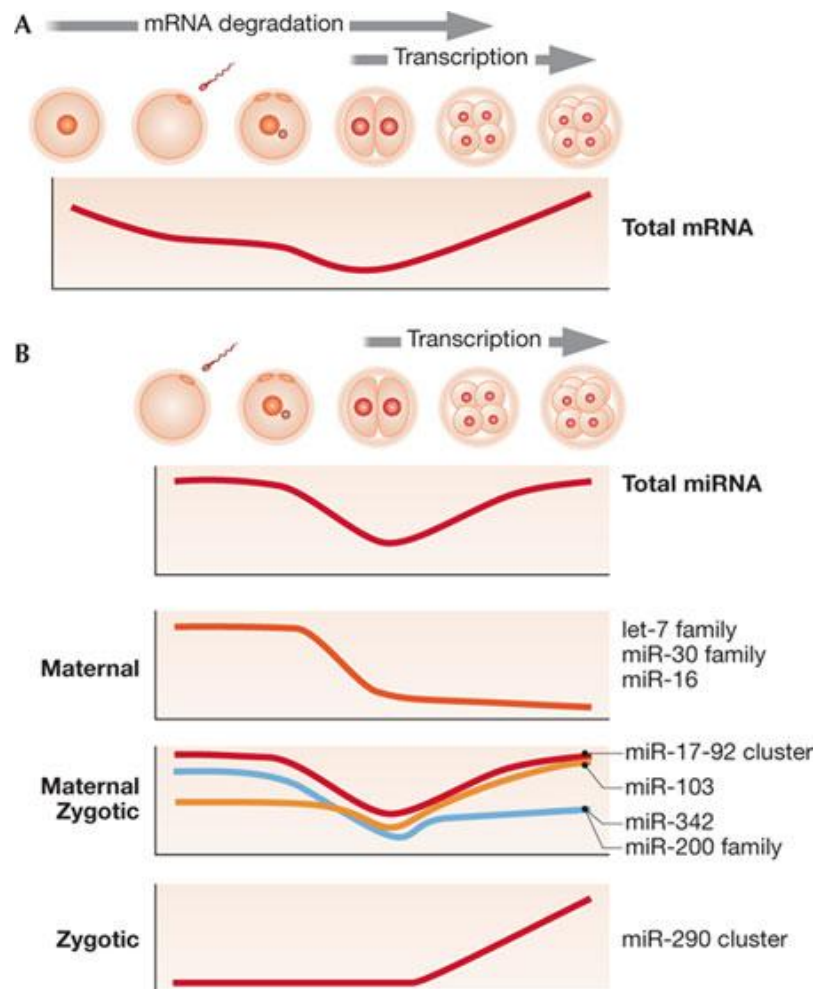 A
mRNA degradation
Transcription
Total mRNA
B
Transcription
Total miRNA
Maternal
let-7 family
miR-30 family
miR-16
Maternal
Zygotic
miR-17-92 cluster
miR-103
miR-342
miR-200 family
Zygotic
miR-290 cluster